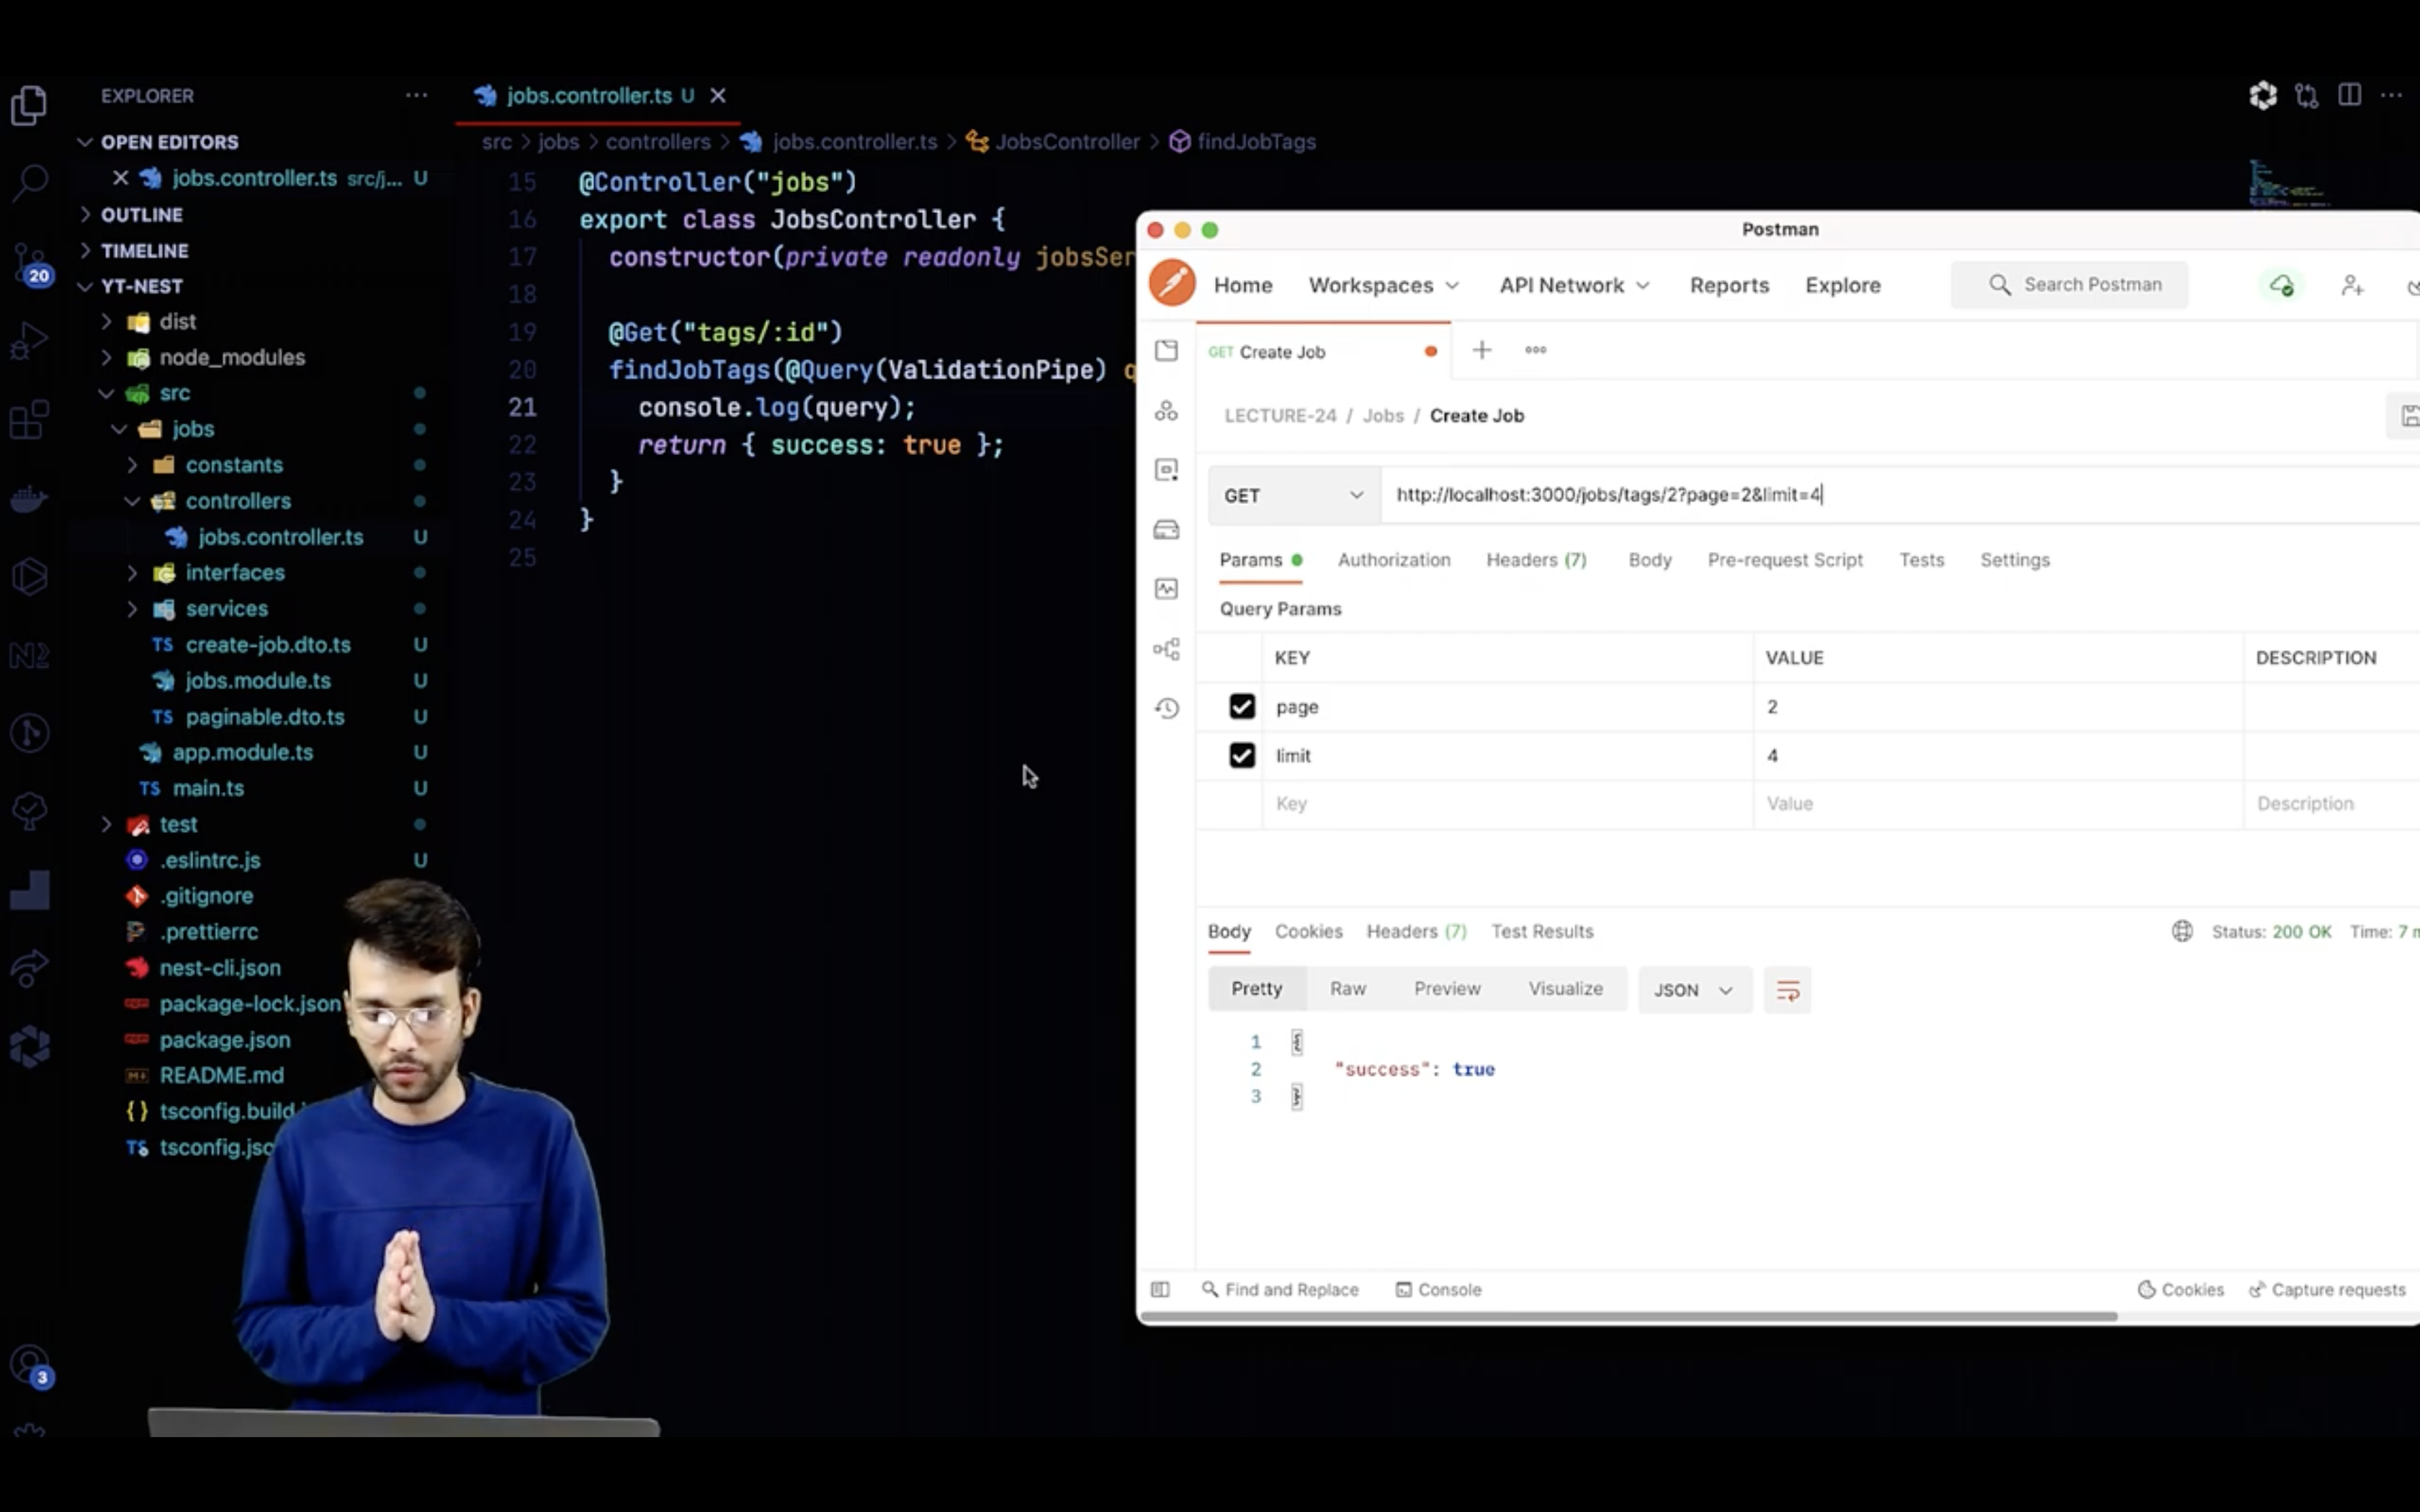 EXPLORER
OPEN EDITORS
jobs.controller.ts src/j... U
OUTLINE
TIMELINE
YT-NEST
dist
node_modules
src
jobs
constants
controllers
jobs.controller.ts U
interfaces
services
TS create-job.dto.ts U
jobs.module.ts U
TS paginable.dto.ts U
app.module.ts U
TS main.ts U
test
.eslintrc.js U
.gitignore
.prettierrc
nest-cli.json
package-lock.json
package.json
README.md
tsconfig.build.
TS tsconfig.jso
20
3
jobs.controller.ts U
src > jobs > controllers > jobs.controller.ts > JobsController > findJobTags
15 @Controller("jobs")
16 export class JobsController {
17 constructor(private readonly jobsSer
18
19 @Get("tags/:id")
20 findJobTags(@Query(ValidationPipe) q
21 console.log(query);
22 return { success: true };
23 }
24 }
25
Postman
Home Workspaces API Network Reports Explore Search Postman
GET Create Job
LECTURE-24 / Jobs / Create Job
GET http://localhost:3000/jobs/tags/2?page=2&limit=4
Params Authorization Headers (7) Body Pre-request Script Tests Settings
Query Params
KEY VALUE DESCRIPTION
page 2
limit 4
Key Value Description
Body Cookies Headers (7) Test Results Status: 200 OK Time: 7 m
Pretty Raw Preview Visualize JSON
1 {
2 "success": true
3 }
Find and Replace Console Cookies Capture requests